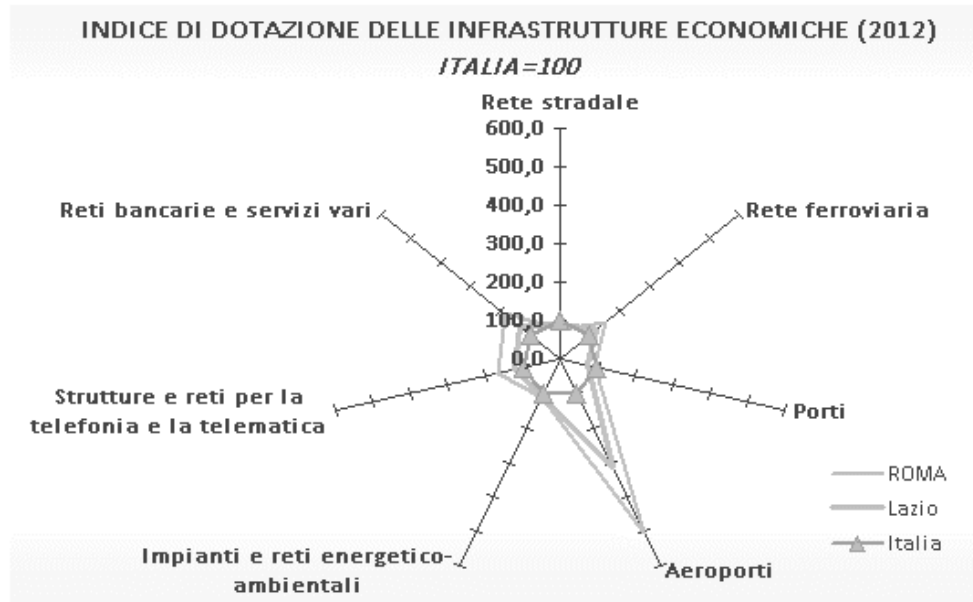 INDICE DI DOTAZIONE DELLE INFRASTRUTTURE ECONOMICHE (2012)
ITALIA=100
Rete stradale
600,0
500,0
400,0
300,0
200,0
100,0
0,0
Reti bancarie e servizi vari
Rete ferroviaria
Strutture e reti per la
telefonia e la telematica
Porti
Impianti e reti energetico-
ambientali
Aeroporti
ROMA
Lazio
Italia